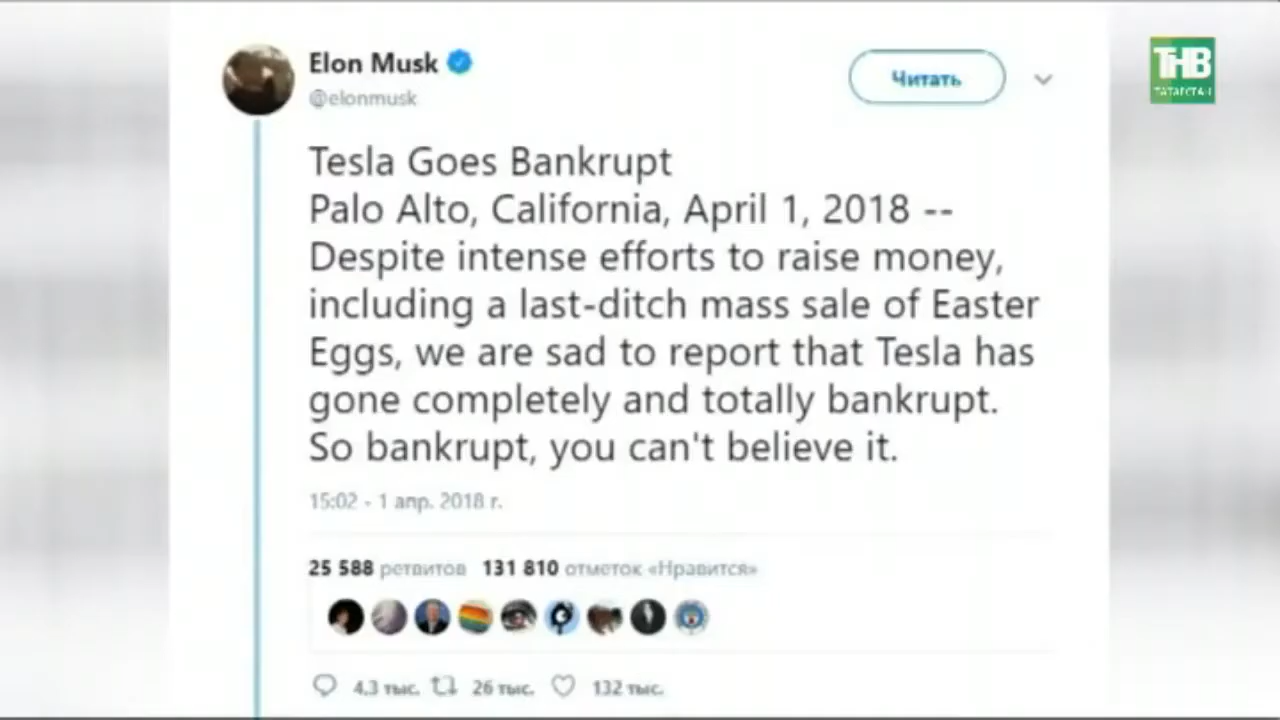 Elon Musk
@elonmusk
Читать
ТНВ
ТАТАРСТАН
Tesla Goes Bankrupt
Palo Alto, California, April 1, 2018 --
Despite intense efforts to raise money,
including a last-ditch mass sale of Easter
Eggs, we are sad to report that Tesla has
gone completely and totally bankrupt.
So bankrupt, you can't believe it.
15:02 - 1 апр. 2018 г.
25 588 ретвитов 131 810 отметок «Нравится»
4,3 тыс. 26 тыс. 132 тыс.